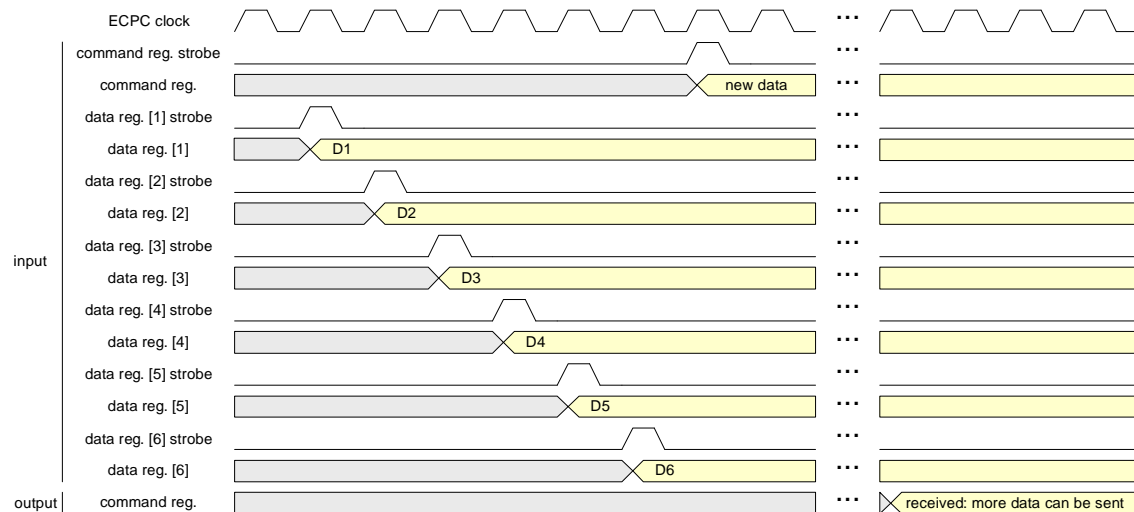 ECPC clock
...
command reg. strobe
...
command reg.
new data
...
data reg. [1] strobe
...
data reg. [1]
D1
...
data reg. [2] strobe
...
data reg. [2]
D2
...
data reg. [3] strobe
...
input
data reg. [3]
D3
...
data reg. [4] strobe
...
data reg. [4]
D4
...
data reg. [5] strobe
...
data reg. [5]
D5
...
data reg. [6] strobe
...
data reg. [6]
D6
...
output
command reg.
...
received: more data can be sent